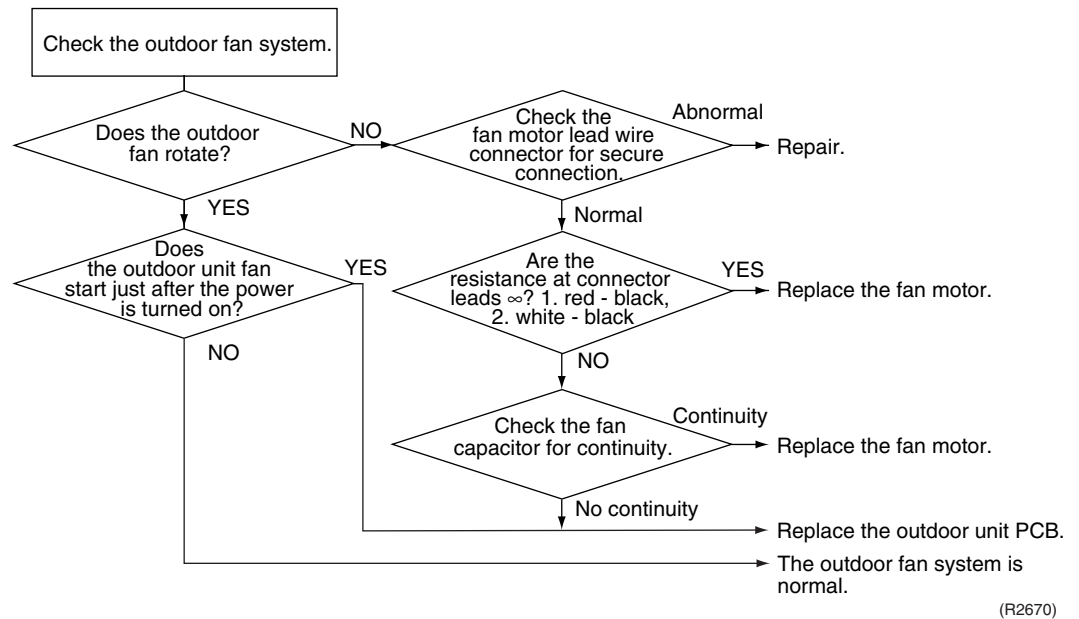 Check the outdoor fan system.
Does the outdoor
fan rotate?
NO
YES
Check the
fan motor lead wire
connector for secure
connection.
Abnormal
Repair.
Normal
Does
the outdoor unit fan
start just after the power
is turned on?
YES
NO
Are the
resistance at connector
leads ∞? 1. red - black,
2. white - black
YES
Replace the fan motor.
NO
Check the fan
capacitor for continuity.
Continuity
Replace the fan motor.
No continuity
Replace the outdoor unit PCB.
The outdoor fan system is
normal.
(R2670)